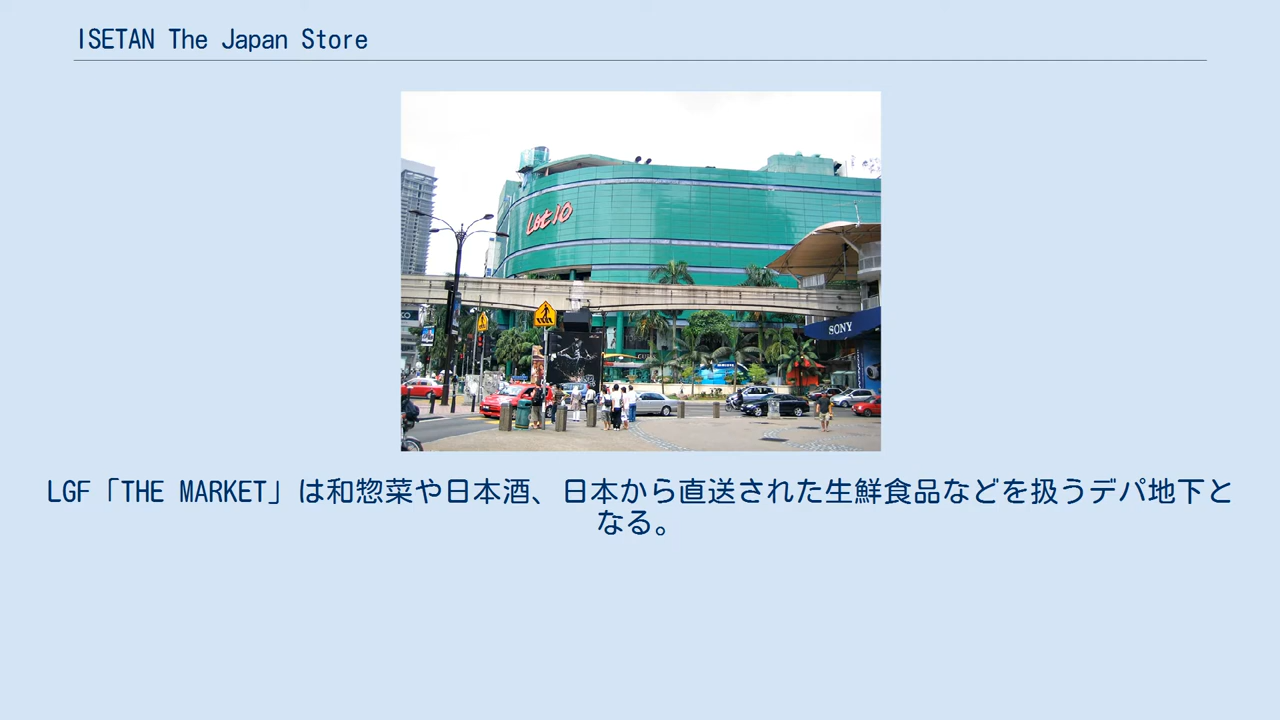 ISETAN The Japan Store
Lot 10
SONY
LGF「THE MARKET」は和惣菜や日本酒、日本から直送された生鮮食品などを扱うデパ地下と
なる。